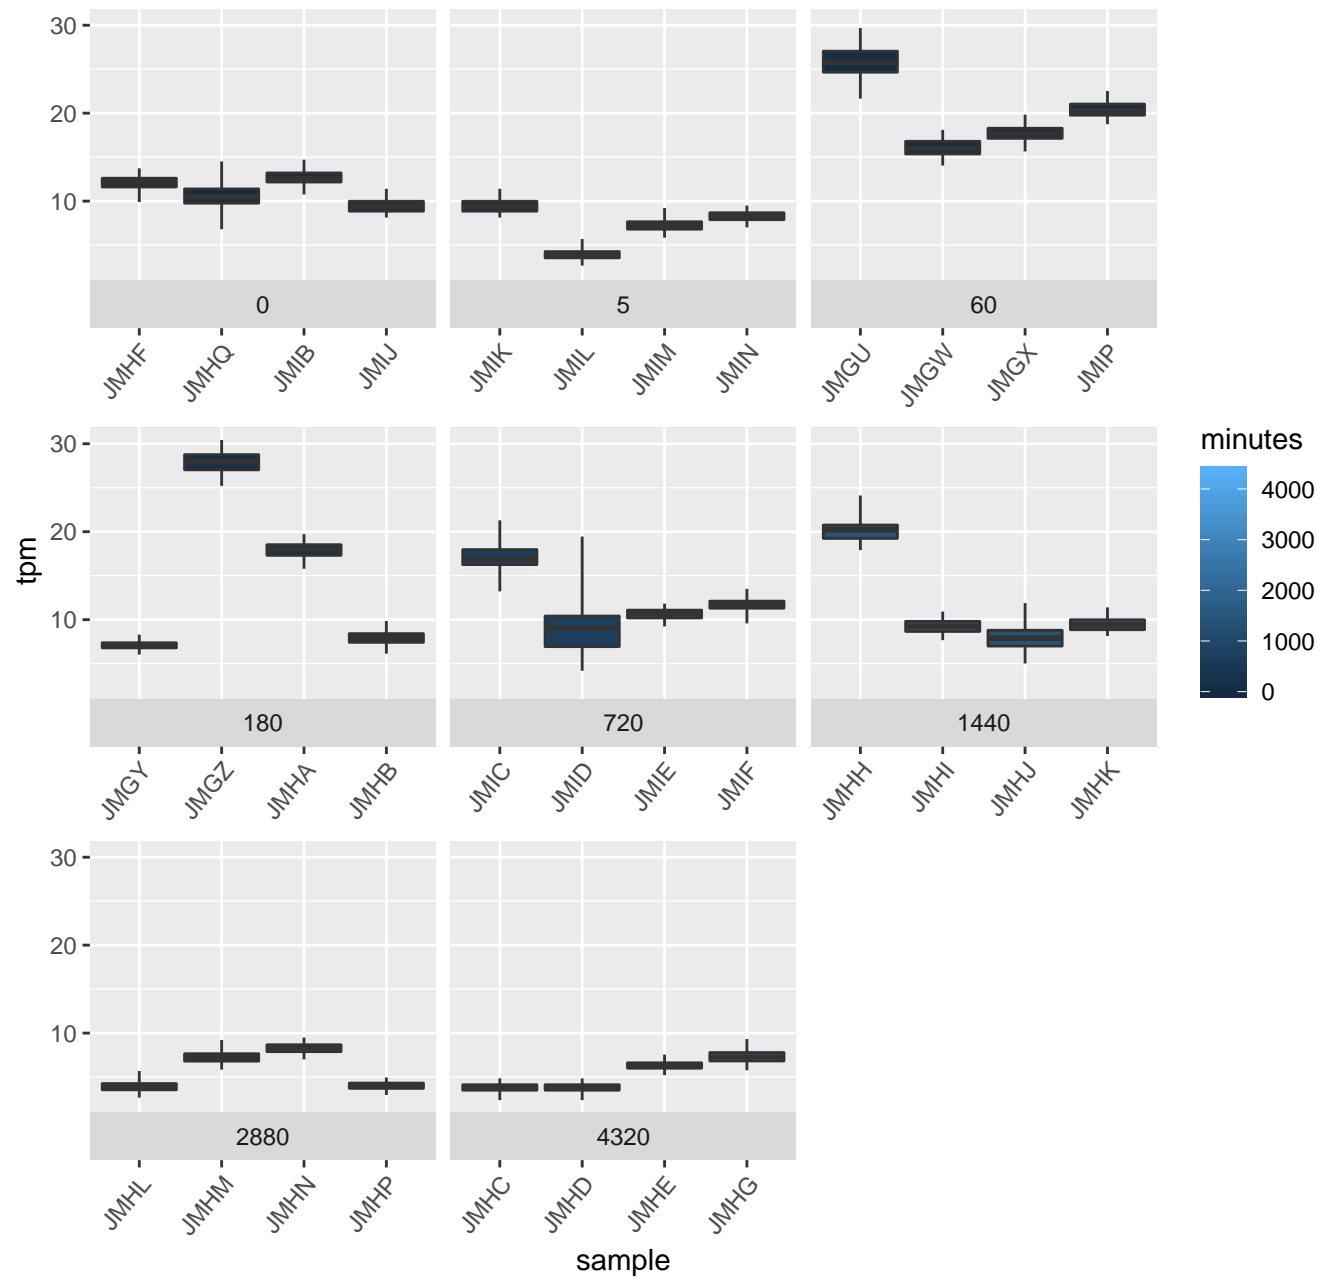 30
20
10
0
5
60
JMHF JMHQ JMIB JMIJ
JMIK JMIL JMIM JMIN
JMGU JMGW JMGX JMIP
30
20
10
180
720
1440
JMGY JMGZ JMHA JMHB
JMIC JMID JMIE JMIF
JMHH JMHI JMHJ JMHK
30
20
10
2880
4320
JMHL JMHM JMHN JMHP
JMHC JMHD JMHE JMHG
tpm
sample
minutes
4000
3000
2000
1000
0